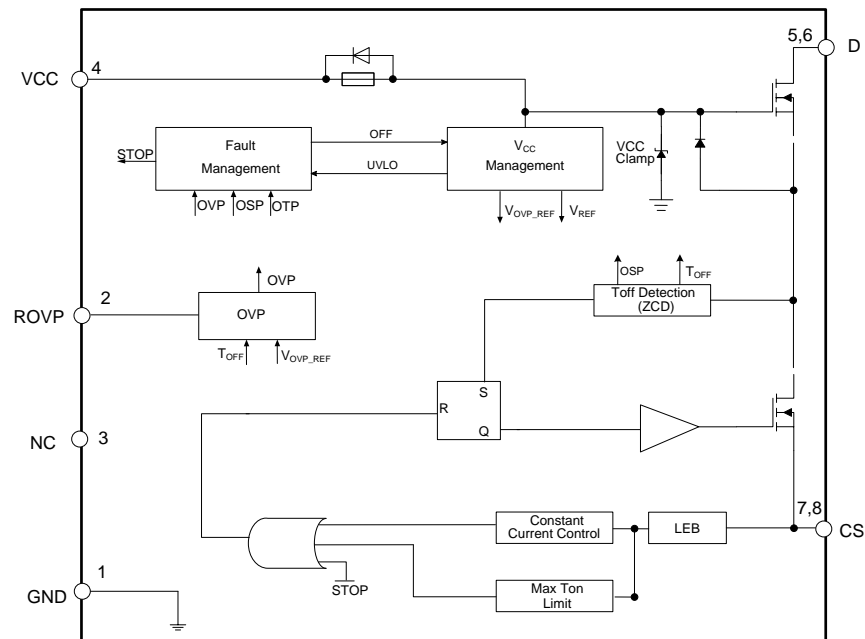 5,6
D
VCC
4
Fault
Management
OFF
UVLO
STOP
OVP
OSP
OTP
VCC
Management
VOVP_REF
VREF
VCC
Clamp
OSP
TOFF
Toff Detection
(ZCD)
ROVP
2
OVP
OVP
TOFF
VOVP_REF
S
R
Q
NC
3
7,8
CS
Constant
Current Control
LEB
Max Ton
Limit
STOP
GND
1